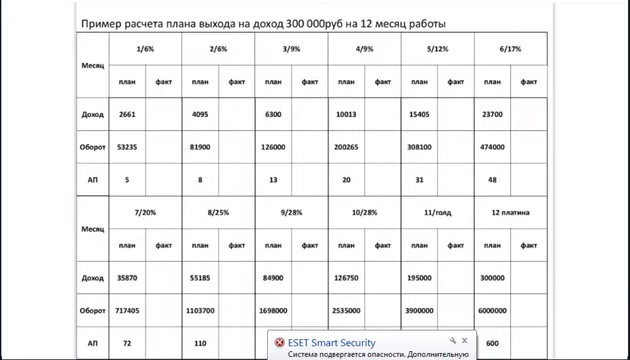 Пример расчета плана выхода на доход 300 000руб на 12 месяц работы
Месяц 1/6% 2/6% 3/9% 4/9% 5/12% 6/17%
план факт план факт план факт план факт план факт план факт
Доход 2661 4095 6300 10013 15405 23700
Оборот 53235 81900 126000 200265 308100 474000
АП 5 8 13 20 31 48
Месяц 7/20% 8/25% 9/28% 10/28% 11/голд 12 платина
план факт план факт план факт план факт план факт план факт
Доход 35870 55185 84900 126750 195000 300000
Оборот 717405 1103700 1698000 2535000 3900000 6000000
АП 72 110 600
ESET Smart Security
Система подвергается опасности. Дополнительную